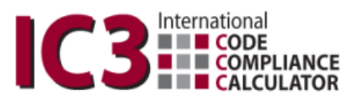 IC3 International
CODE
COMPLIANCE
CALCULATOR